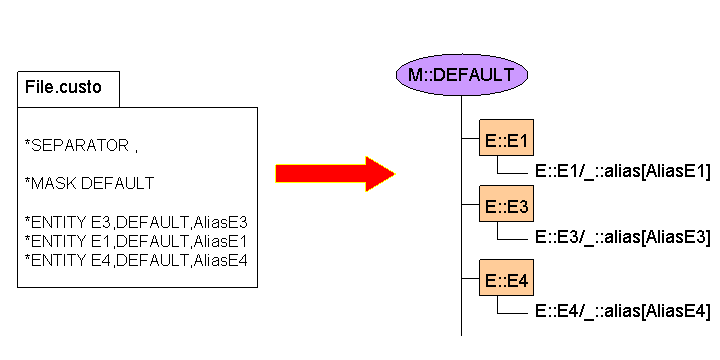 File.custo
*SEPARATOR ,
*MASK DEFAULT
*ENTITY E3,DEFAULT,AliasE3
*ENTITY E1,DEFAULT,AliasE1
*ENTITY E4,DEFAULT,AliasE4
M::DEFAULT
E::E1
E::E1/_::alias[AliasE1]
E::E3
E::E3/_::alias[AliasE3]
E::E4
E::E4/_::alias[AliasE4]